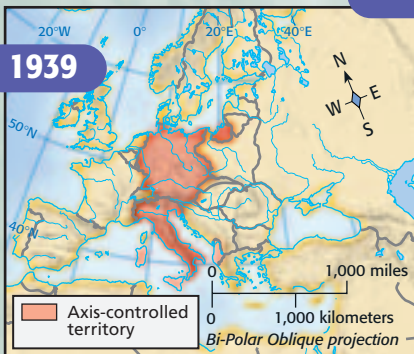 20°W 0° 20°E 40°E
1939
N
W E
S
50°N
40°N
0 1,000 miles
0 1,000 kilometers
Axis-controlled
territory
Bi-Polar Oblique projection